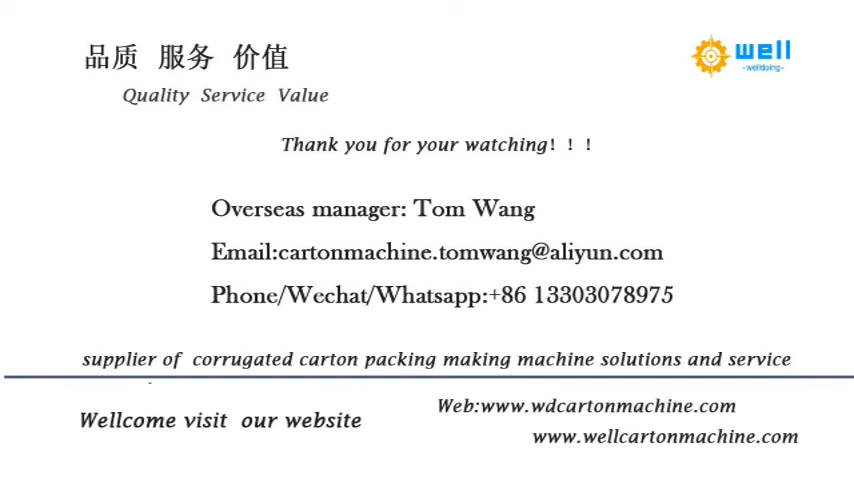 品质 服务 价值
well
-welldoing-
Quality Service Value
Thank you for your watching! ! !
Overseas manager: Tom Wang
Email:cartonmachine.tomwang@aliyun.com
Phone/Wechat/Whatsapp:+86 13303078975
supplier of corrugated carton packing making machine solutions and service
Wellcome visit our website
Web:www.wdcartonmachine.com
www.wellcartonmachine.com